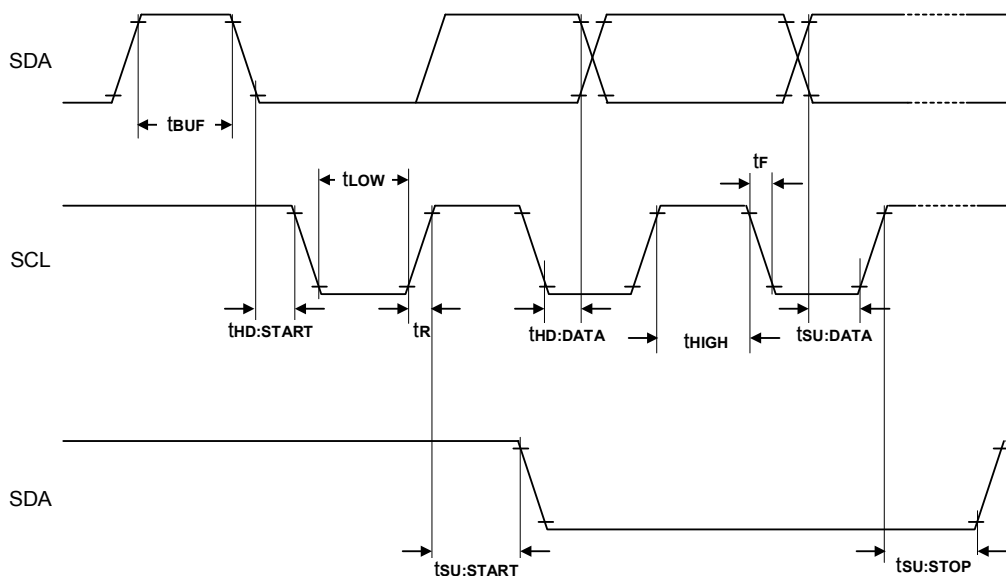 SDA
tBUF
tLOW
tF
SCL
tHD:START
tR
tHD:DATA
tHIGH
tSU:DATA
SDA
tSU:START
tSU:STOP